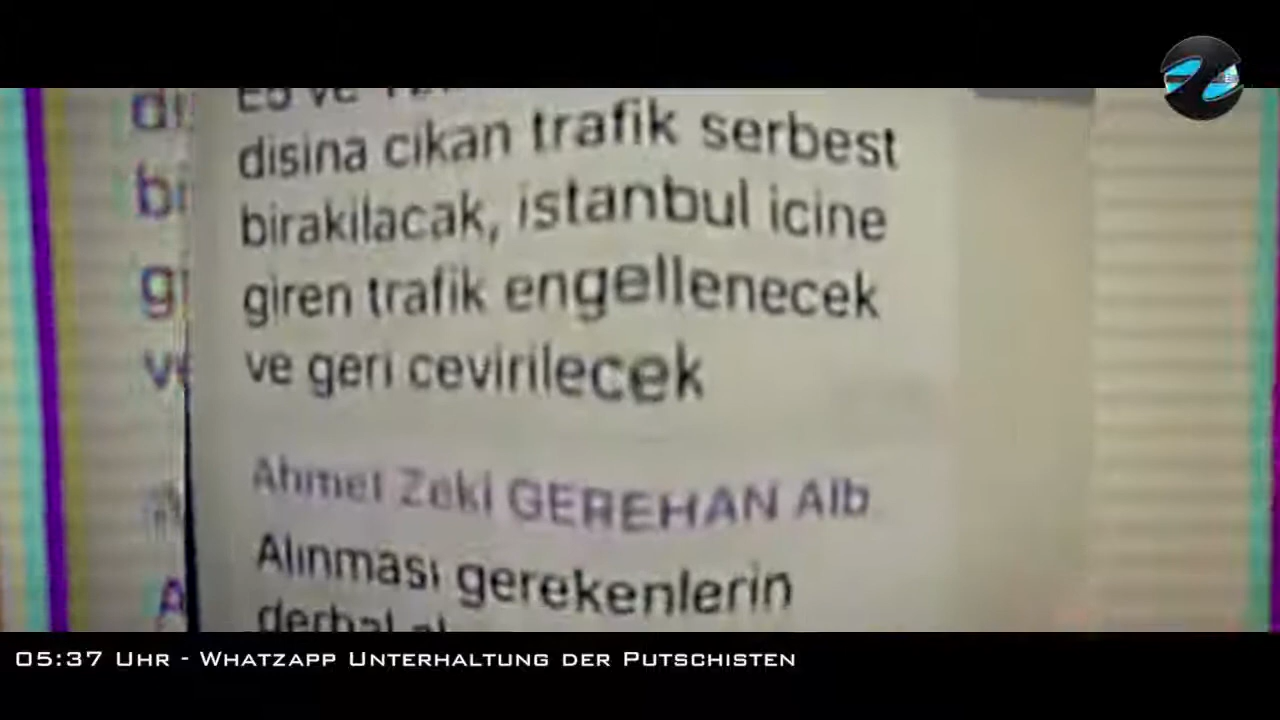 disina cikan trafik serbest
birakilacak, istanbul icine
giren trafik engellenecek
ve geri cevirilecek
Ahmet Zeki GEREHAN Alb
Alınması gerekenlerin
derhal
05:37 Uhr - Whatzapp Unterhaltung der Putschisten